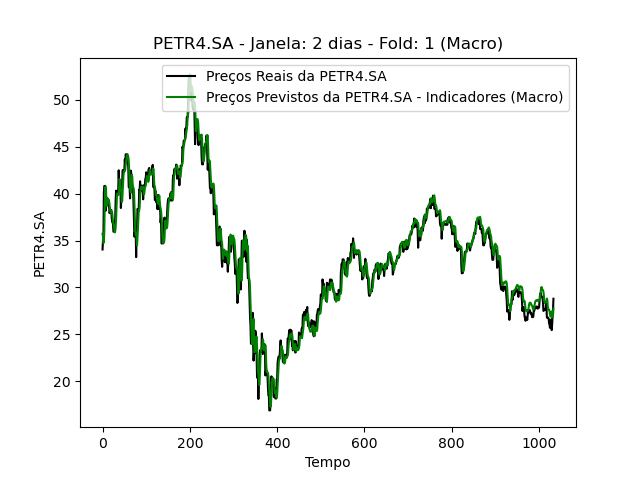 PETR4.SA - Janela: 2 dias - Fold: 1 (Macro)
Preços Reais da PETR4.SA
Preços Previstos da PETR4.SA - Indicadores (Macro)
50
45
40
35
30
25
20
PETR4.SA
0 200 400 600 800 1000
Tempo